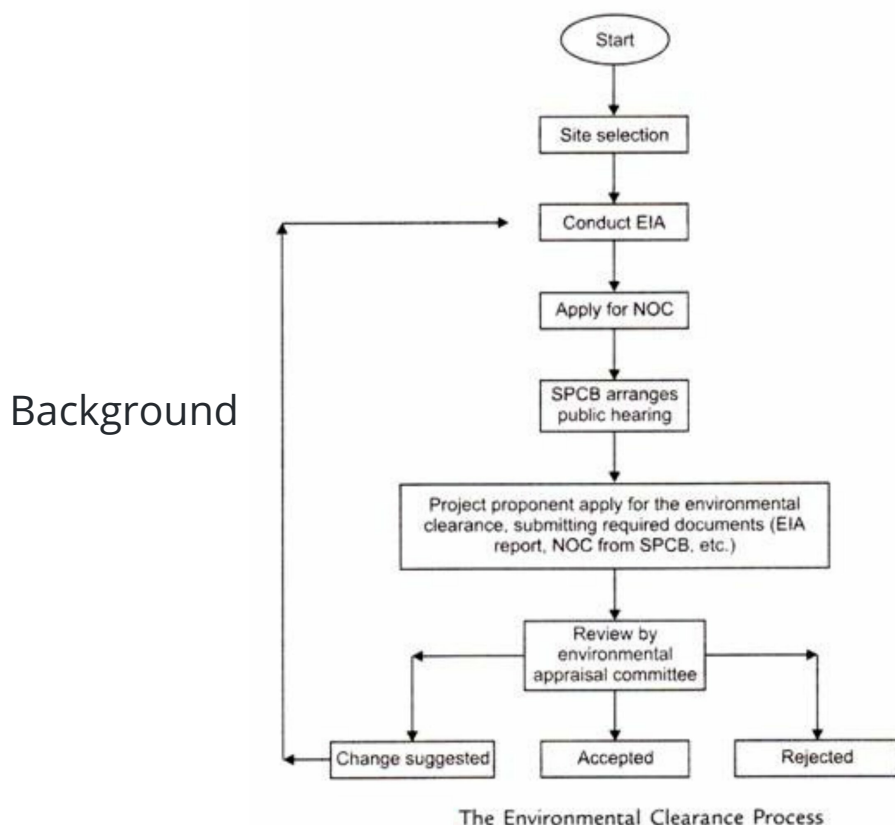 Start
Site selection
Conduct EIA
Apply for NOC
SPCB arranges
public hearing
Background
Project proponent apply for the environmental
clearance, submitting required documents (EIA
report, NOC from SPCB, etc.)
Review by
environmental
appraisal committee
Change suggested
Accepted
Rejected
The Environmental Clearance Process